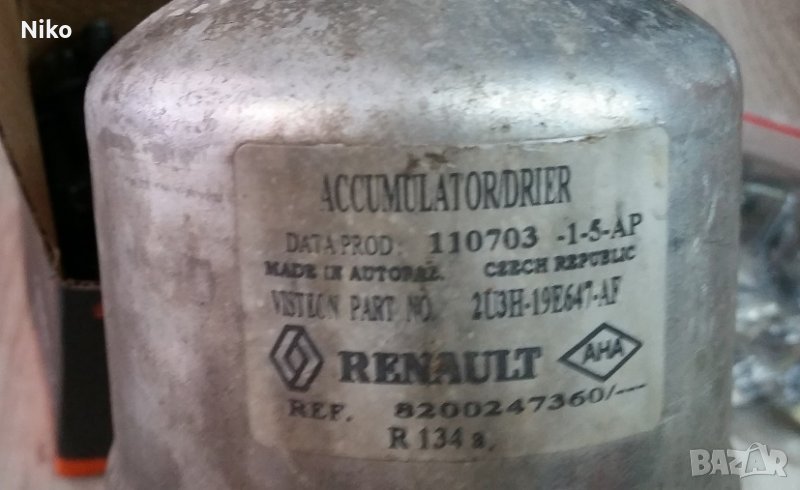 Niko
ACCUMULATOR/DRIER
DATA PROD: 110703 -1-5-AP
MADE IN AUTOPAL. CZECH REPUBLIC
VISTEON PART NO. 2U3H-19E647-AF
RENAULT AHA
REF. 8200247360/---
R 134 a.
BAZAR